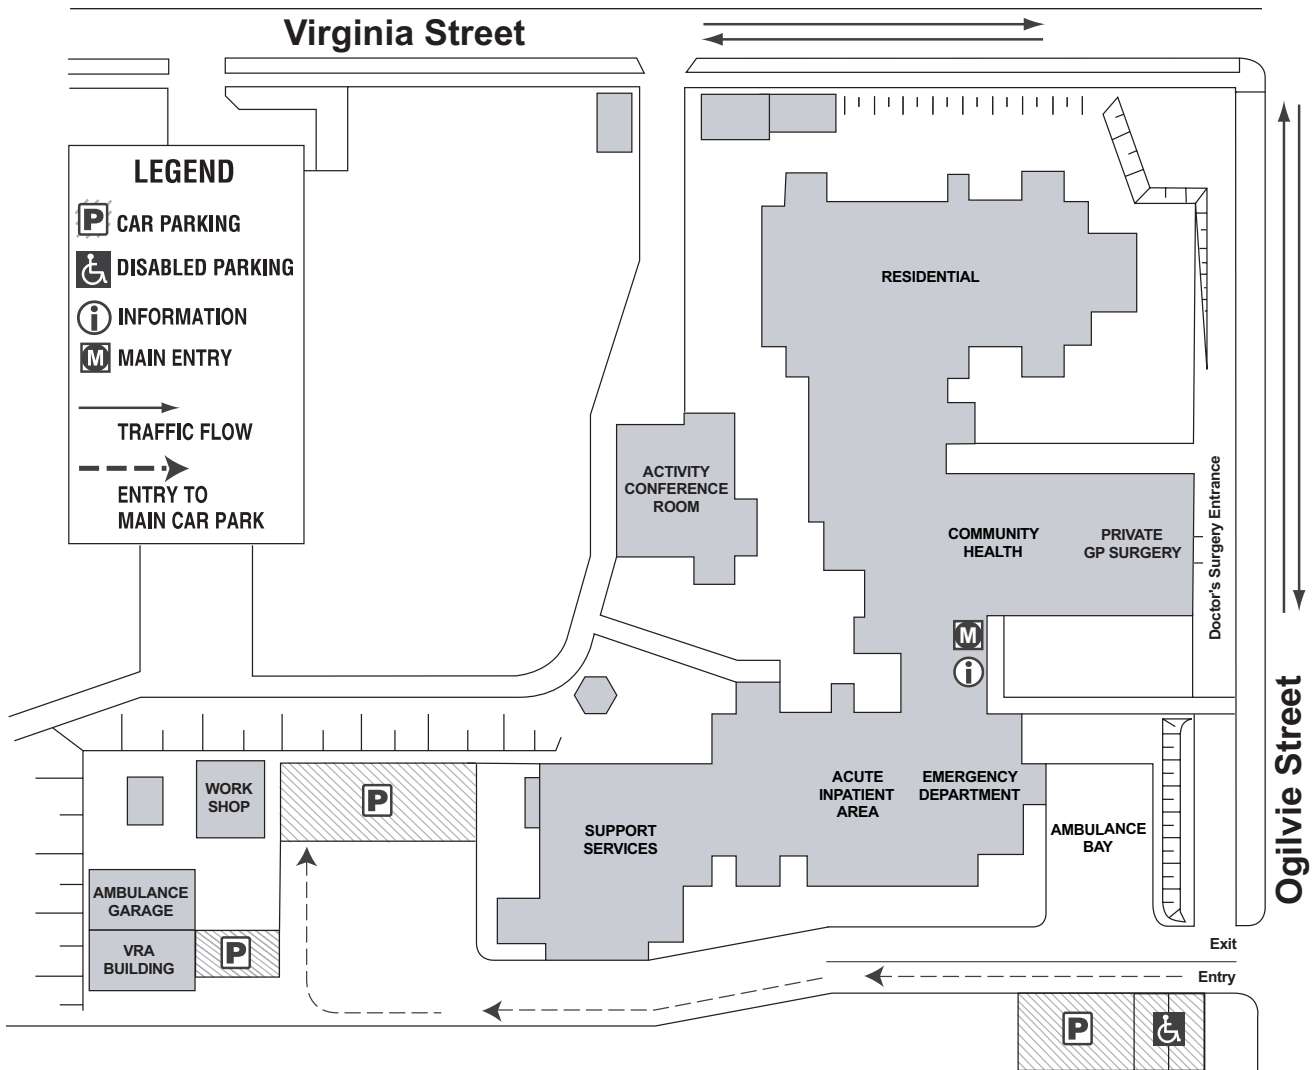 Virginia Street
LEGEND
P CAR PARKING
DISABLED PARKING
i INFORMATION
M MAIN ENTRY
TRAFFIC FLOW
ENTRY TO
MAIN CAR PARK
RESIDENTIAL
ACTIVITY
CONFERENCE
ROOM
COMMUNITY
HEALTH
PRIVATE
GP SURGERY
Doctor's Surgery Entrance
M
i
Ogilvie Street
WORK
SHOP
P
ACUTE
INPATIENT
AREA
EMERGENCY
DEPARTMENT
SUPPORT
SERVICES
AMBULANCE
BAY
AMBULANCE
GARAGE
VRA
BUILDING
P
Exit
Entry
P